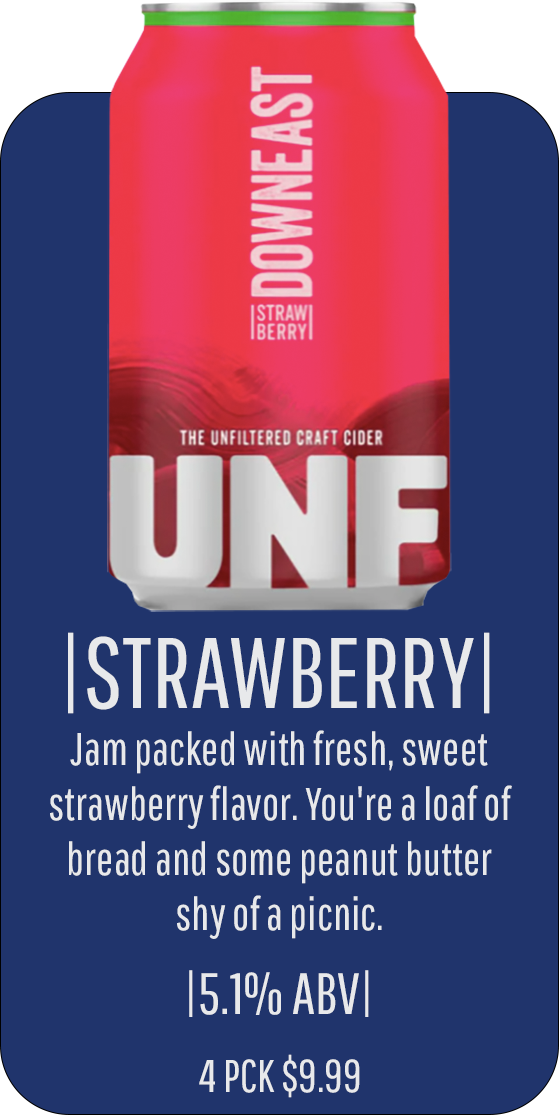 DOWNEAST
|STRAW
BERRY|
THE UNFILTERED CRAFT CIDER
UNF
|STRAWBERRY|
Jam packed with fresh, sweet
strawberry flavor. You're a loaf of
bread and some peanut butter
shy of a picnic.
|5.1% ABV|
4 PCK $9.99